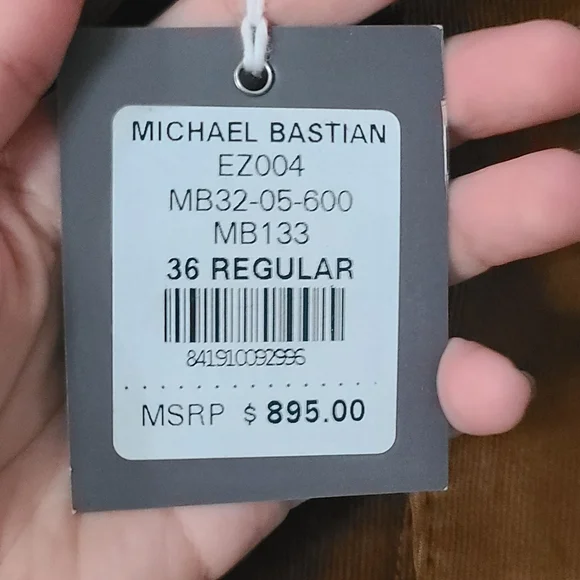 MICHAEL BASTIAN
EZ004
MB32-05-600
MB133
36 REGULAR
841910092996
MSRP $ 895.00